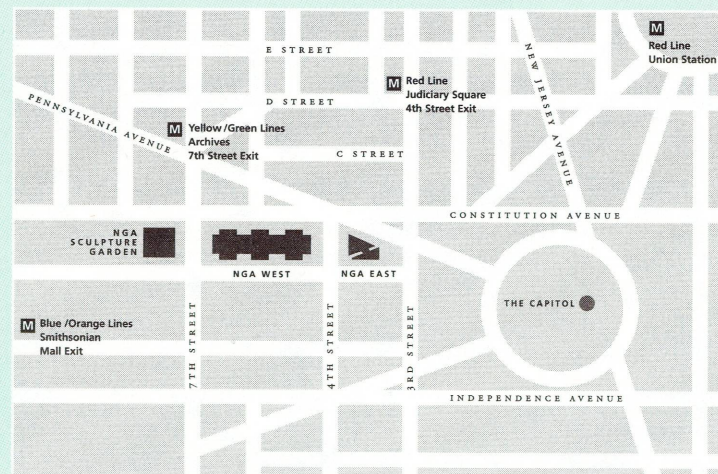 M
Red Line
Union Station
E STREET
NEW JERSEY AVENUE
M
Red Line
Judiciary Square
4th Street Exit
D STREET
PENNSYLVANIA AVENUE
M
Yellow/Green Lines
Archives
7th Street Exit
C STREET
CONSTITUTION AVENUE
NGA
SCULPTURE
GARDEN
NGA WEST
NGA EAST
THE CAPITOL
M
Blue/Orange Lines
Smithsonian
Mall Exit
7TH STREET
4TH STREET
3RD STREET
INDEPENDENCE AVENUE